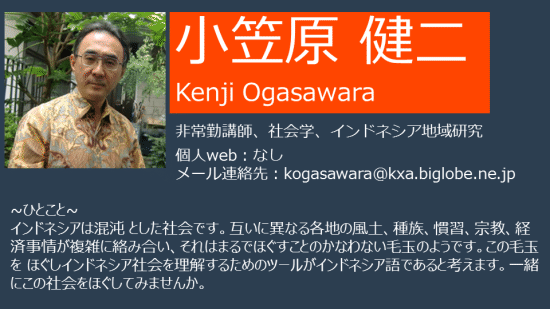 小笠原 健二
Kenji Ogasawara
非常勤講師、社会学、インドネシア地域研究
個人web：なし
メール連絡先：kogasawara@kxa.biglobe.ne.jp
~ひとこと~
インドネシアは混沌 とした社会です。互いに異なる各地の風土、種族、慣習、宗教、経
済事情が複雑に絡み合い、それはまるでほぐすことのかなわない毛玉のようです。この毛玉
を ほぐしインドネシア社会を理解するためのツールがインドネシア語であると考えます。一緒
にこの社会をほぐしてみませんか。